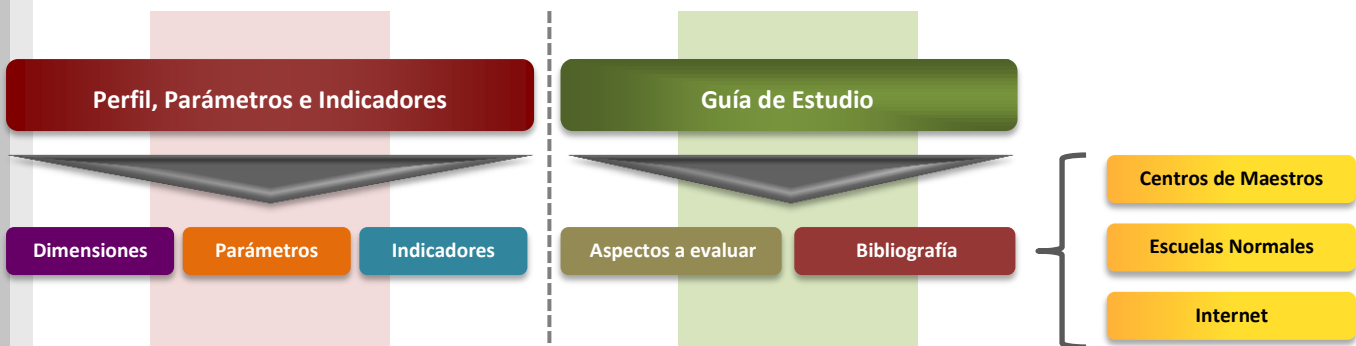 Perfil, Parámetros e Indicadores
Guía de Estudio
Dimensiones
Parámetros
Indicadores
Aspectos a evaluar
Bibliografía
Centros de Maestros
Escuelas Normales
Internet